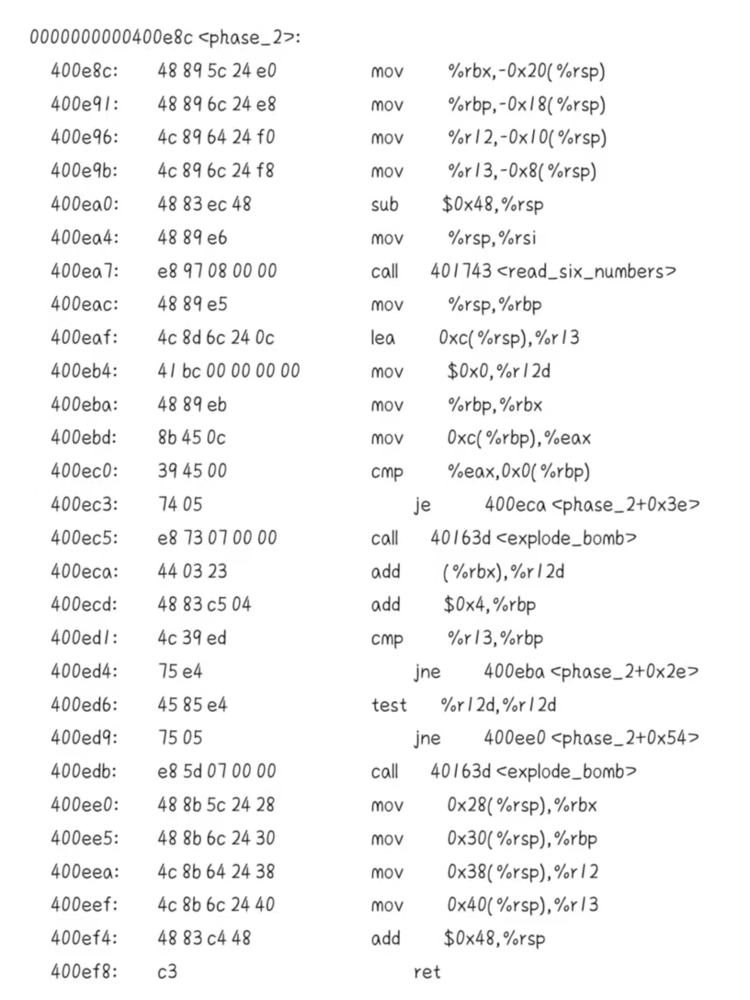 0000000000400e8c <phase_2>:
400e8c: 48 89 5c 24 e0 mov %rbx,-0x20(%rsp)
400e91: 48 89 6c 24 e8 mov %rbp,-0x18(%rsp)
400e96: 4c 89 64 24 f0 mov %r12,-0x10(%rsp)
400e9b: 4c 89 6c 24 f8 mov %r13,-0x8(%rsp)
400ea0: 48 83 ec 48 sub $0x48,%rsp
400ea4: 48 89 e6 mov %rsp,%rsi
400ea7: e8 97 08 00 00 call 401743 <read_six_numbers>
400eac: 48 89 e5 mov %rsp,%rbp
400eaf: 4c 8d 6c 24 0c lea 0xc(%rsp),%r13
400eb4: 41 bc 00 00 00 00 mov $0x0,%r12d
400eba: 48 89 eb mov %rbp,%rbx
400ebd: 8b 45 0c mov 0xc(%rbp),%eax
400ec0: 39 45 00 cmp %eax,0x0(%rbp)
400ec3: 74 05 je 400eca <phase_2+0x3e>
400ec5: e8 73 07 00 00 call 40163d <explode_bomb>
400eca: 44 03 23 add (%rbx),%r12d
400ecd: 48 83 c5 04 add $0x4,%rbp
400ed1: 4c 39 ed cmp %r13,%rbp
400ed4: 75 e4 jne 400eba <phase_2+0x2e>
400ed6: 45 85 e4 test %r12d,%r12d
400ed9: 75 05 jne 400ee0 <phase_2+0x54>
400edb: e8 5d 07 00 00 call 40163d <explode_bomb>
400ee0: 48 8b 5c 24 28 mov 0x28(%rsp),%rbx
400ee5: 48 8b 6c 24 30 mov 0x30(%rsp),%rbp
400eea: 4c 8b 64 24 38 mov 0x38(%rsp),%r12
400eef: 4c 8b 6c 24 40 mov 0x40(%rsp),%r13
400ef4: 48 83 c4 48 add $0x48,%rsp
400ef8: c3 ret